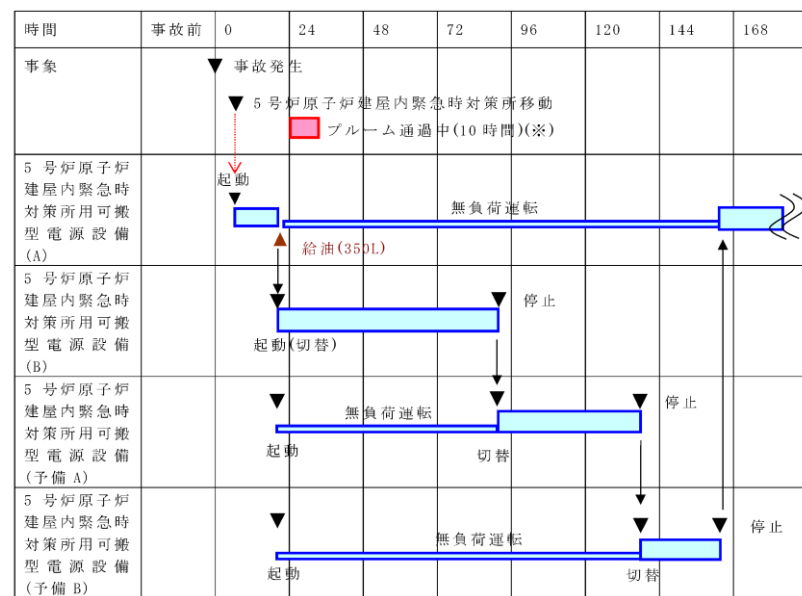 時間 事故前 0 24 48 72 96 120 144 168
事象
事故発生
5号炉原子炉建屋内緊急時対策所移動
プルーム通過中(10時間)(※)
5 号炉原子炉
建屋内緊急時
対策所用可搬
型電源設備
(A)
起動
無負荷運転
給油(350L)
5 号炉原子炉
建屋内緊急時
対策所用可搬
型電源設備
(B)
停止
起動(切替)
5 号炉原子炉
建屋内緊急時
対策所用可搬
型電源設備
(予備 A)
無負荷運転
停止
起動
切替
5 号炉原子炉
建屋内緊急時
対策所用可搬
型電源設備
(予備 B)
停止
無負荷運転
起動
切替